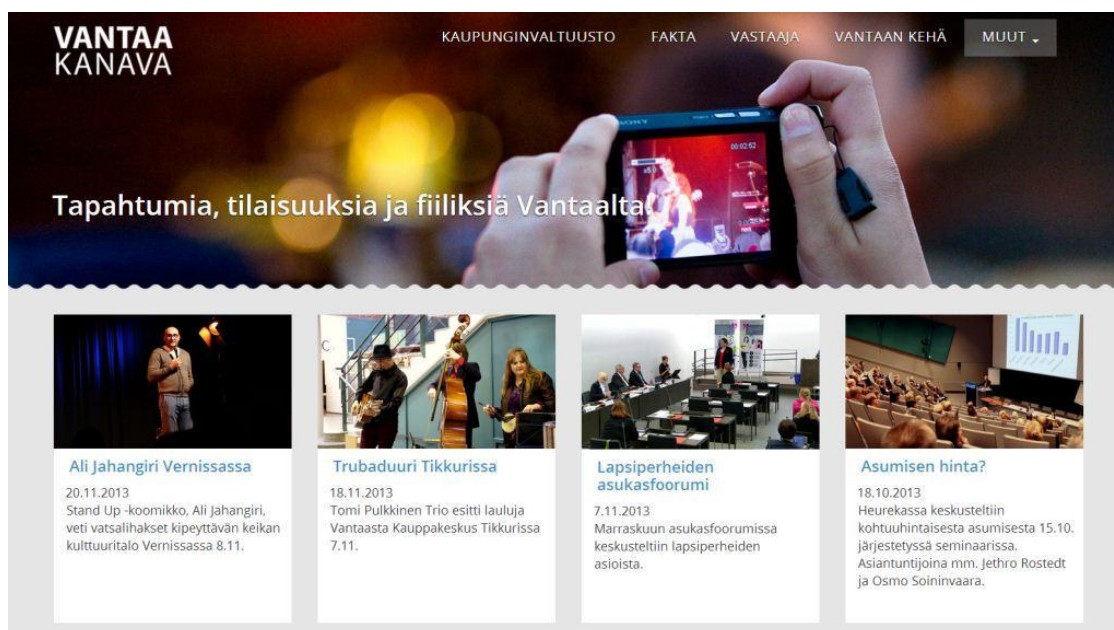 VANTAA
KANAVA
KAUPUNGINVALTUUSTO FAKTA VASTAAJA VANTAAN KEHÄ MUUT
SONY
00:02:52
Tapahtumia, tilaisuuksia ja fiiliksiä Vantaalta!
Ali Jahangiri Vernissassa
20.11.2013
Stand Up -koomikko, Ali Jahangiri,
veti vatsalihakset kipeyttävän keikan
kulttuuritalo Vernissassa 8.11.
Trubaduuri Tikkurissa
18.11.2013
Tomi Pulkkinen Trio esitti lauluja
Vantaasta Kauppakeskus Tikkurissa
7.11.
Lapsiperheiden
asukasfoorumi
7.11.2013
Marraskuun asukasfoorumissa
keskusteltiin lapsiperheiden
asioista.
Asumisen hinta?
18.10.2013
Heurekassa keskusteltiin
kohtuuhintaisesta asumisesta 15.10.
järjestetyssä seminaarissa.
Asiantuntijoina mm. Jethro Rostedt
ja Osmo Soininvaara.